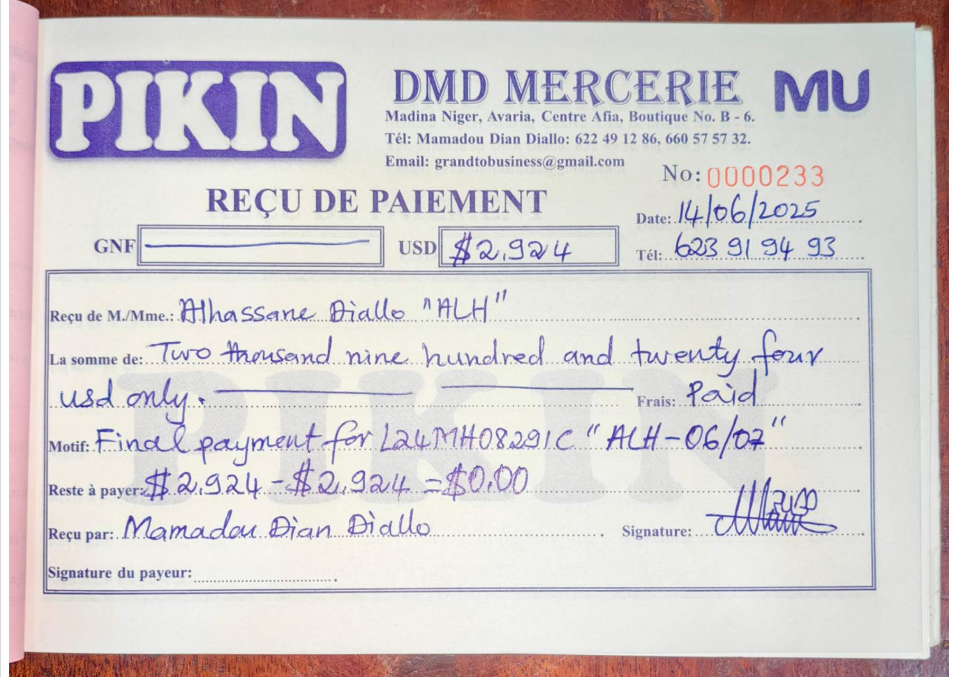 PIKIN
DMD MERCERIE
MU
Madina Niger, Avaria, Centre Afia, Boutique No. B - 6.
Tél: Mamadou Dian Diallo: 622 49 12 86, 660 57 57 32.
Email: grandtobusiness@gmail.com
No: 0000233
REÇU DE PAIEMENT
Date: 14/06/2025
GNF USD $2,924 Tél: 623 91 94 93
Reçu de M./Mme.: Alhassane Diallo "ALH"
La somme de: Two thousand nine hundred and twenty four
usd only. Frais: Paid
Motif: Final payment for L24MH08291C "ALH-06/07"
Reste à payer: $2,924 - $2,924 = $0.00
Reçu par: Mamadou Dian Diallo Signature:
Signature du payeur:
PIKIN